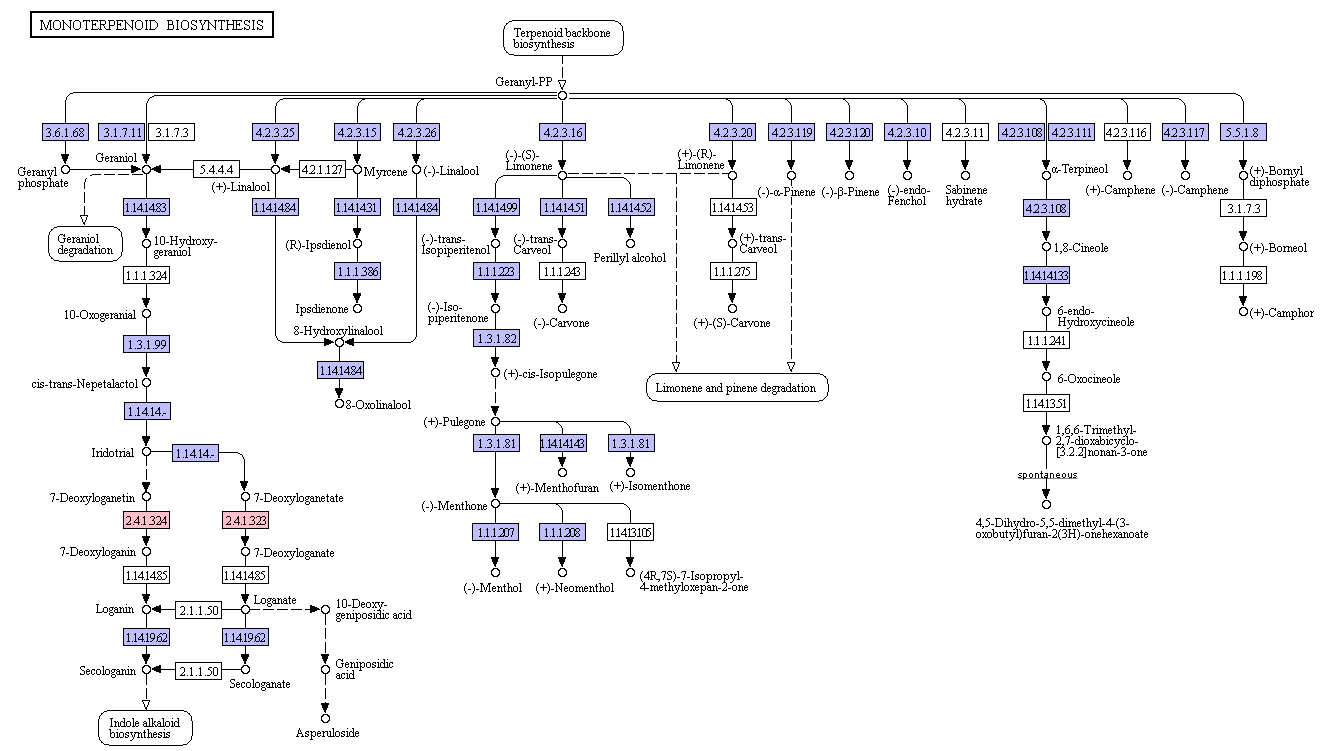 MONOTERPENOID BIOSYNTHESIS
Terpenoid backbone
biosynthesis
Geranyl-PP
3.6.1.68
3.1.7.11
3.1.7.3
4.2.3.25
4.2.3.15
4.2.3.26
4.2.3.16
4.2.3.20
4.2.3.119
4.2.3.120
4.2.3.10
4.2.3.11
4.2.3.108
4.2.3.111
4.2.3.116
4.2.3.117
5.5.1.8
Geranyl
phosphate
Geraniol
5.4.4.4
(+)-Linalool
4.2.1.127
Myrcene
(-)-Linalool
(-)-(S)-
Limonene
(+)-(R)-
Limonene
(-)-α-Pinene
(-)-β-Pinene
(-)-endo-
Fenchol
Sabinene
hydrate
α-Terpineol
(+)-Camphene
(-)-Camphene
(+)-Bornyl
diphosphate
1.14.14.83
1.14.14.84
1.14.14.31
1.14.14.84
1.14.14.99
1.14.14.51
1.14.14.52
1.14.14.53
4.2.3.108
3.1.7.3
Geraniol
degradation
10-Hydroxy-
geraniol
(R)-Ipsdienol
(-)-trans-
Isopiperitenol
(-)-trans-
Carveol
Perillyl alcohol
(+)-trans-
Carveol
1,8-Cineole
(+)-Borneol
1.1.1.324
1.1.1.386
1.1.1.223
1.1.1.243
1.1.1.275
1.14.14.133
1.1.1.198
10-Oxogeranial
Ipsdienone
(-)-Iso-
piperitenone
(-)-Carvone
(+)-(S)-Carvone
6-endo-
Hydroxycineole
(+)-Camphor
8-Hydroxylinalool
1.3.1.99
1.3.1.82
1.1.1.241
1.14.14.84
cis-trans-Nepetalactol
(+)-cis-Isopulegone
Limonene and pinene degradation
6-Oxocineole
8-Oxolinalool
1.14.14.-
1.14.13.51
(+)-Pulegone
1,6,6-Trimethyl-
2,7-dioxabicyclo-
[3.2.2]nonan-3-one
1.3.1.81
1.14.14.143
1.3.1.81
Iridotrial
1.14.14.-
spontaneous
(+)-Menthofuran
(+)-Isomenthone
7-Deoxyloganetin
7-Deoxyloganetate
(-)-Menthone
2.4.1.324
2.4.1.323
4,5-Dihydro-5,5-dimethyl-4-(3-
oxobutyl)furan-2(3H)-onehexanoate
1.1.1.207
1.1.1.208
1.14.13.105
7-Deoxyloganin
7-Deoxyloganate
1.14.14.85
1.14.14.85
(-)-Menthol
(+)-Neomenthol
(4R,7S)-7-Isopropyl-
4-methyloxepan-2-one
Loganin
2.1.1.50
Loganate
10-Deoxy-
geniposidic acid
1.14.19.62
1.14.19.62
Secologanin
2.1.1.50
Secologanate
Geniposidic
acid
Indole alkaloid
biosynthesis
Asperuloside